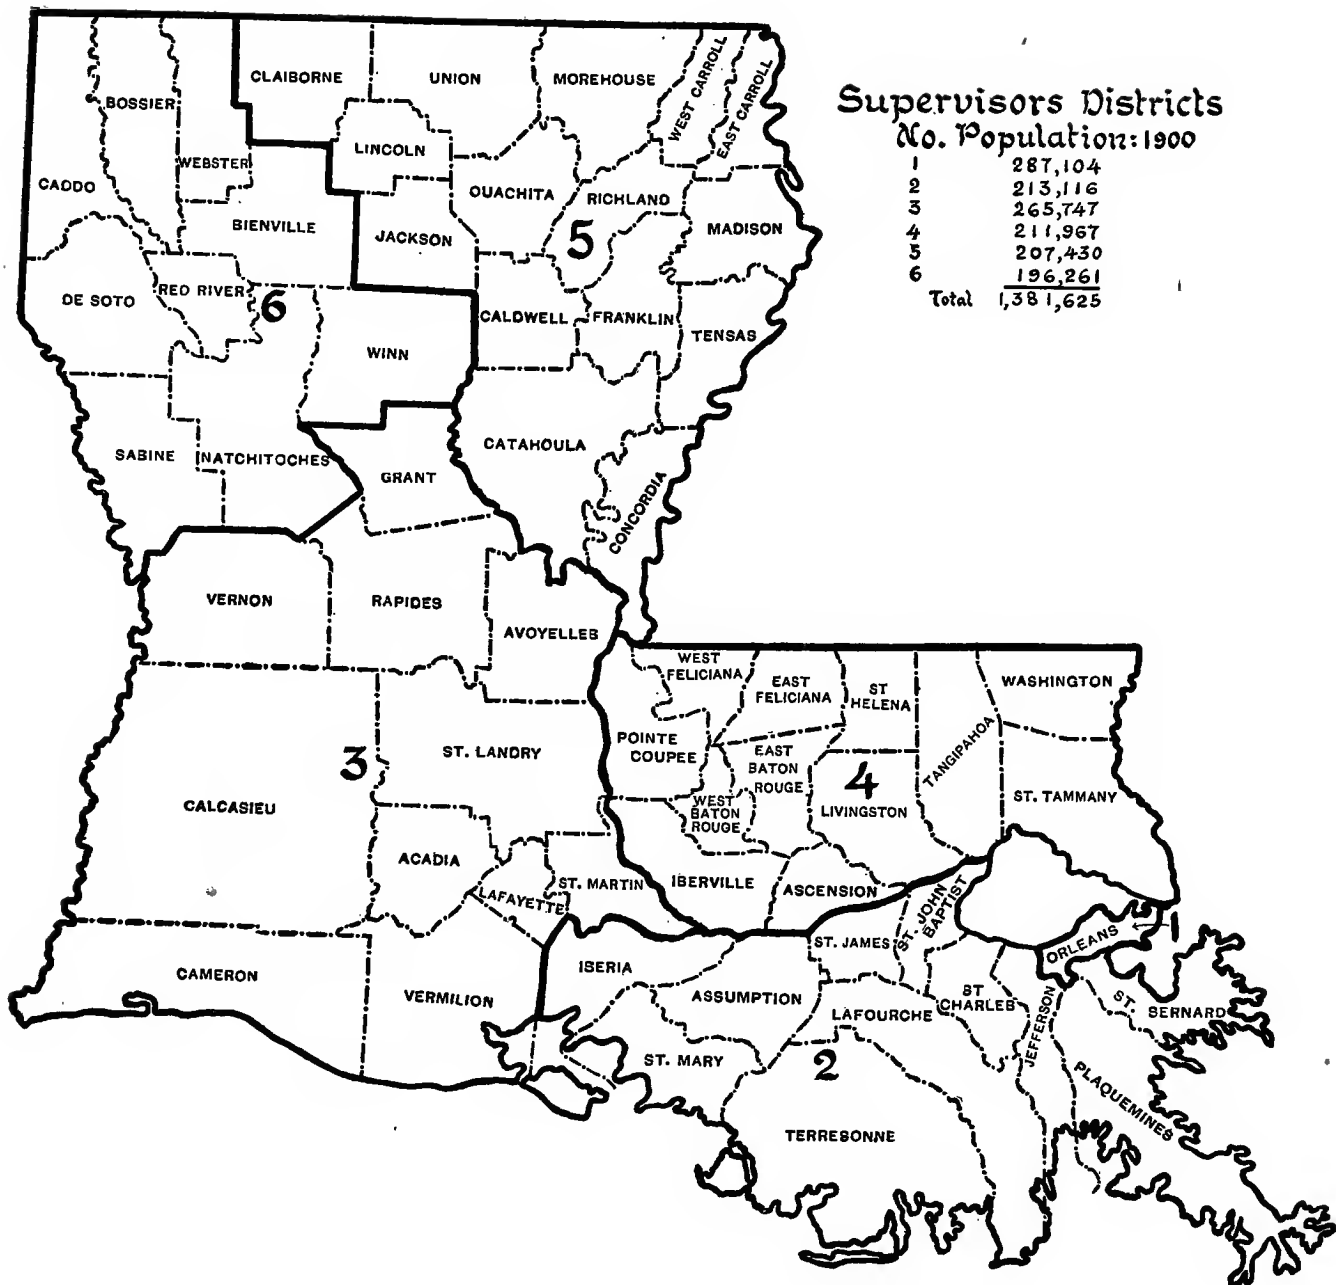 Supervisors Districts
No. Population: 1900
1 287,104
2 213,116
3 265,747
4 211,967
5 207,430
6 196,261
Total 1,381,625
CLAIBORNE
UNION
MOREHOUSE
WEST CARROLL
EAST CARROLL
BOSSIER
WEBSTER
LINCOLN
CADDO
OUACHITA
RICHLAND
BIENVILLE
JACKSON
5
MADISON
DE SOTO
RED RIVER
6
CALDWELL
FRANKLIN
TENSAS
WINN
SABINE
NATCHITOCHES
GRANT
CATAHOULA
CONCORDIA
VERNON
RAPIDES
AVOYELLEB
WEST
FELICIANA
EAST
FELICIANA
ST
HELENA
WASHINGTON
POINTE
COUPEE
EAST
BATON
ROUGE
TANGIPAHOA
ST. LANDRY
3
4
CALCASIEU
WEST
BATON
ROUGE
LIVINGSTON
ST. TAMMANY
ACADIA
LAFAYETTE
ST. MARTIN
IBERVILLE
ASCENSION
ST. JOHN
BAPTIST
ST. JAMES
ORLEANS
1
CAMERON
VERMILION
IBERIA
ASSUMPTION
LAFOURCHE
ST
CHARLEB
JEFFERSON
ST.
BERNARD
ST. MARY
2
PLAQUEMINES
TERRESONNE